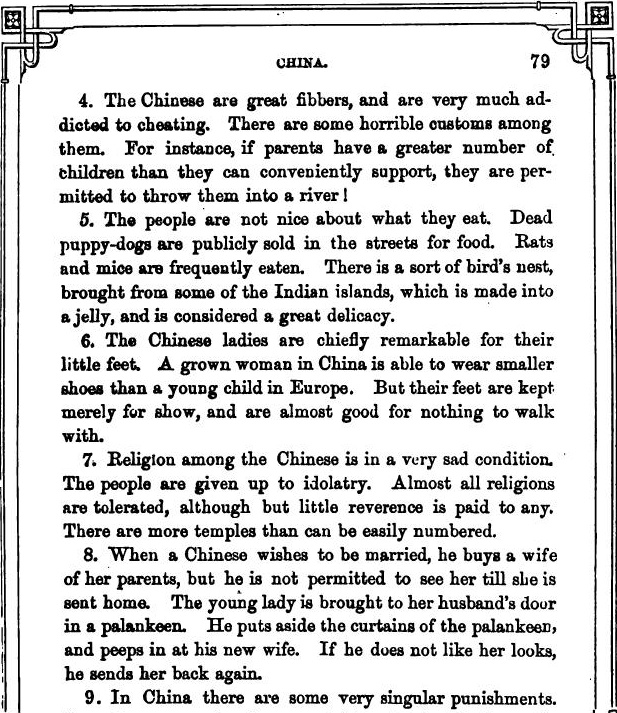 CHINA. 79
4. The Chinese are great fibbers, and are very much ad-
dicted to cheating. There are some horrible customs among
them. For instance, if parents have a greater number of
children than they can conveniently support, they are per-
mitted to throw them into a river!
5. The people are not nice about what they eat. Dead
puppy-dogs are publicly sold in the streets for food. Rats
and mice are frequently eaten. There is a sort of bird's nest,
brought from some of the Indian islands, which is made into
a jelly, and is considered a great delicacy.
6. The Chinese ladies are chiefly remarkable for their
little feet. A grown woman in China is able to wear smaller
shoes than a young child in Europe. But their feet are kept
merely for show, and are almost good for nothing to walk
with.
7. Religion among the Chinese is in a very sad condition.
The people are given up to idolatry. Almost all religions
are tolerated, although but little reverence is paid to any.
There are more temples than can be easily numbered.
8. When a Chinese wishes to be married, he buys a wife
of her parents, but he is not permitted to see her till she is
sent home. The young lady is brought to her husband's door
in a palankeen. He puts aside the curtains of the palankeen,
and peeps in at his new wife. If he does not like her looks,
he sends her back again.
9. In China there are some very singular punishments.